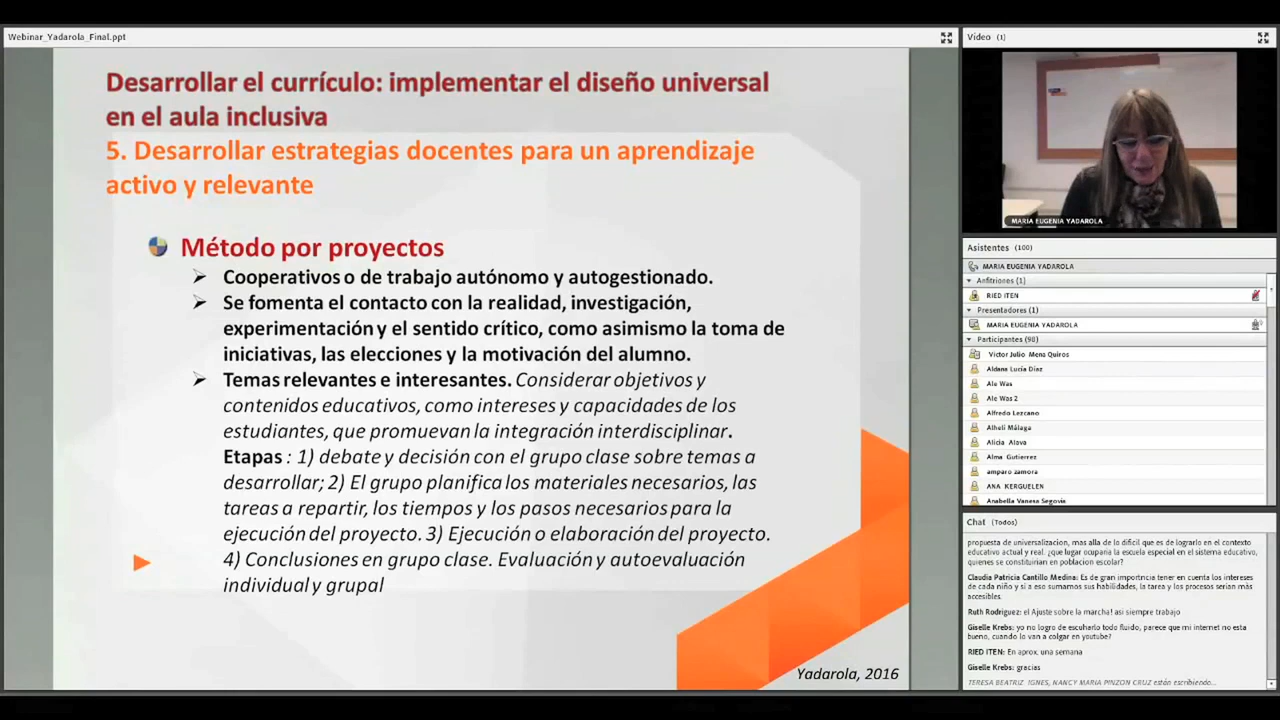 Webinar_Yadarola_Final.ppt
Desarrollar el currículo: implementar el diseño universal
en el aula inclusiva
5. Desarrollar estrategias docentes para un aprendizaje
activo y relevante
Método por proyectos
Cooperativos o de trabajo autónomo y autogestionado.
Se fomenta el contacto con la realidad, investigación,
experimentación y el sentido crítico, como asimismo la toma de
iniciativas, las elecciones y la motivación del alumno.
Temas relevantes e interesantes. Considerar objetivos y
contenidos educativos, como intereses y capacidades de los
estudiantes, que promuevan la integración interdisciplinar.
Etapas : 1) debate y decisión con el grupo clase sobre temas a
desarrollar; 2) El grupo planifica los materiales necesarios, las
tareas a repartir, los tiempos y los pasos necesarios para la
ejecución del proyecto. 3) Ejecución o elaboración del proyecto.
4) Conclusiones en grupo clase. Evaluación y autoevaluación
individual y grupal
Yadarola, 2016
Vídeo (1)
MARIA EUGENIA YADAROLA
Asistentes (100)
MARIA EUGENIA YADAROLA
Anfitriones (1)
RIED ITEN
Presentadores (1)
MARIA EUGENIA YADAROLA
Participantes (98)
Victor Julio Mena Quiros
Aldana Lucía Díaz
Ale Was
Ale Was 2
Alfredo Lezcano
Alhelí Málaga
Alicia Alava
Alma Gutierrez
amparo zamora
ANA KERGUELEN
Anabella Vanesa Segovia
Chat (Todos)
propuesta de universalizacion, mas alla de lo dificil que es de lograrlo en el contexto
educativo actual y real. ¿que lugar ocuparia la escuela especial en el sistema educativo,
quienes se constituirian en poblacion escolar?
Claudia Patricia Cantillo Medina: Es de gran importncia tener en cuenta los intereses
de cada niño y si a eso sumamos sus habilidades, la tarea y los procesos serian más
accesibles.
Ruth Rodriguez: el Ajuste sobre la marcha! asi siempre trabajo
Giselle Krebs: yo no logro de escuharlo todo fluido, parece que mi internet no esta
bueno, cuando lo van a colgar en youtube?
RIED ITEN: En aprox, una semana
Giselle Krebs: gracias
TERESA BEATRIZ IGNES, NANCY MARIA PINZON CRUZ están escribiendo...